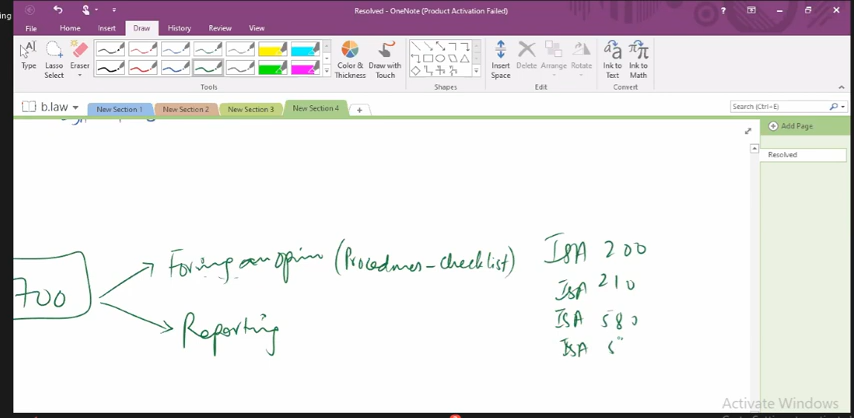 ing
Resolved - OneNote (Product Activation Failed)
File Home Insert Draw History Review View
Type
Lasso Select
Eraser
Color & Thickness
Draw with Touch
Insert Space
Delete
Arrange
Rotate
Ink to Text
Ink to Math
Tools
Shapes
Edit
Convert
b.law New Section 1 New Section 2 New Section 3 New Section 4
Search (Ctrl+E)
Add Page
Resolved
700
Forming an opinion (Procedures - checklist)
Reporting
ISA 200
ISA 210
ISA 580
ISA 5
Activate Windows